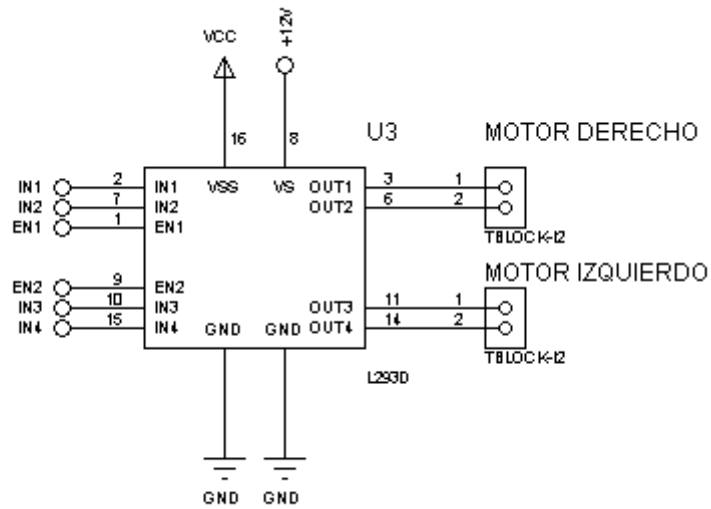 VCC
+12V
16
8
U3
MOTOR DERECHO
IN1 2 IN1 VSS VS OUT1 3 1
IN2 7 IN2 OUT2 6 2
EN1 1 EN1
TBLOCK-I2
MOTOR IZQUIERDO
EN2 9 EN2
IN3 10 IN3 OUT3 11 1
IN4 15 IN4 GND GND OUT4 14 2
TBLOCK-I2
L293D
GND GND